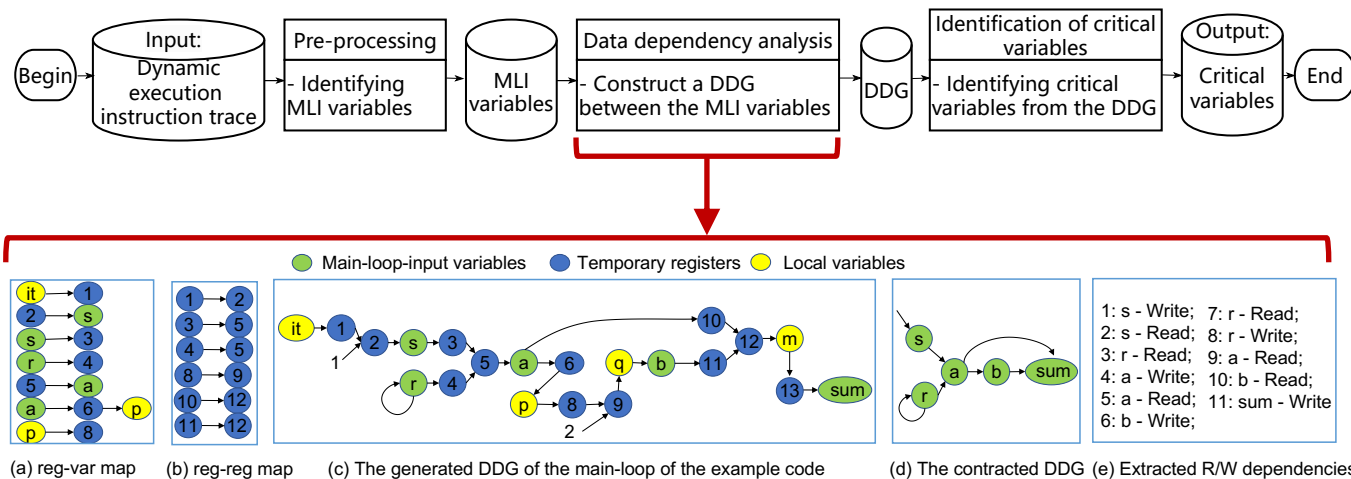 Begin
Input:
Dynamic
execution
instruction trace
Pre-processing
- Identifying
MLI variables
MLI
variables
Data dependency analysis
- Construct a DDG
between the MLI variables
DDG
Identification of critical
variables
- Identifying critical
variables from the DDG
Output:
Critical
variables
End
Main-loop-input variables
Temporary registers
Local variables
it 1
2 s
s 3
r 4
5 a
a 6 p
p 8
(a) reg-var map
1 2
3 5
4 5
8 9
10 12
11 12
(b) reg-reg map
it 1 2 s 3 5 a 6 10 12 m
1
r 4
p 8 9 q b 11
2
13 sum
(c) The generated DDG of the main-loop of the example code
s
a b sum
r
(d) The contracted DDG
1: s - Write; 7: r - Read;
2: s - Read; 8: r - Write;
3: r - Read; 9: a - Read;
4: a - Write; 10: b - Read;
5: a - Read; 11: sum - Write
6: b - Write;
(e) Extracted R/W dependencies